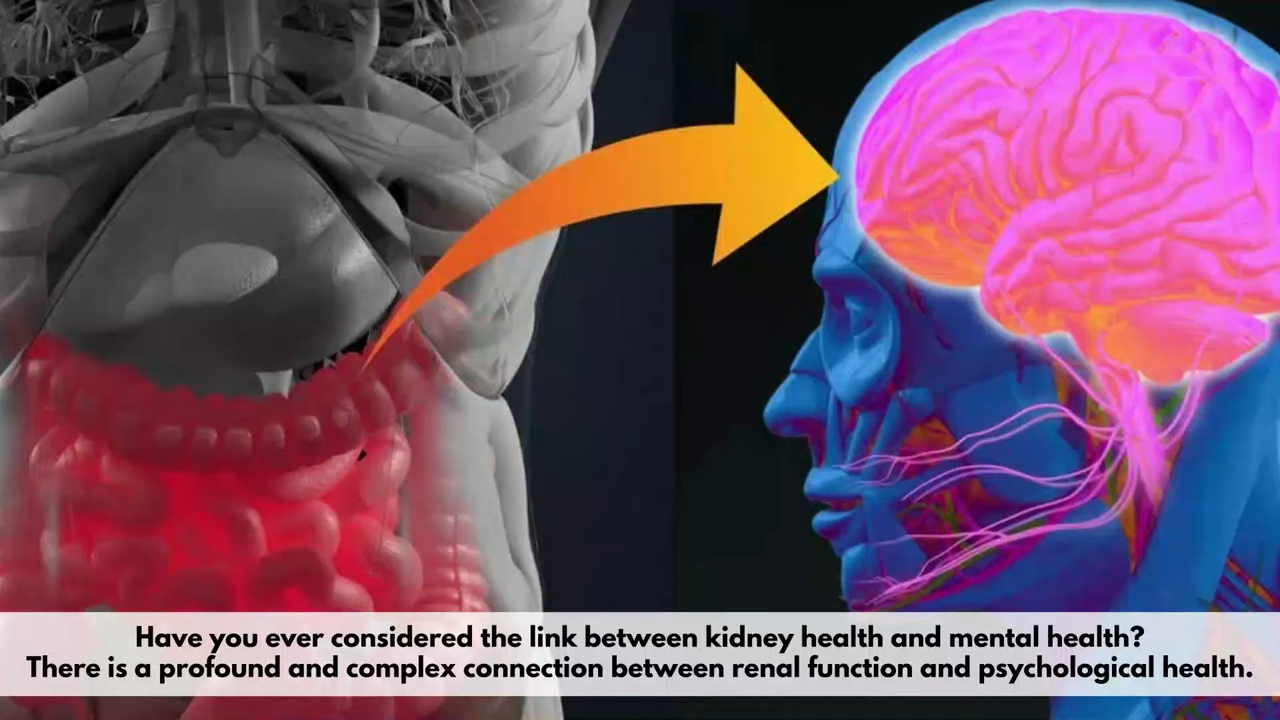 Have you ever considered the link between kidney health and mental health?
There is a profound and complex connection between renal function and psychological health.